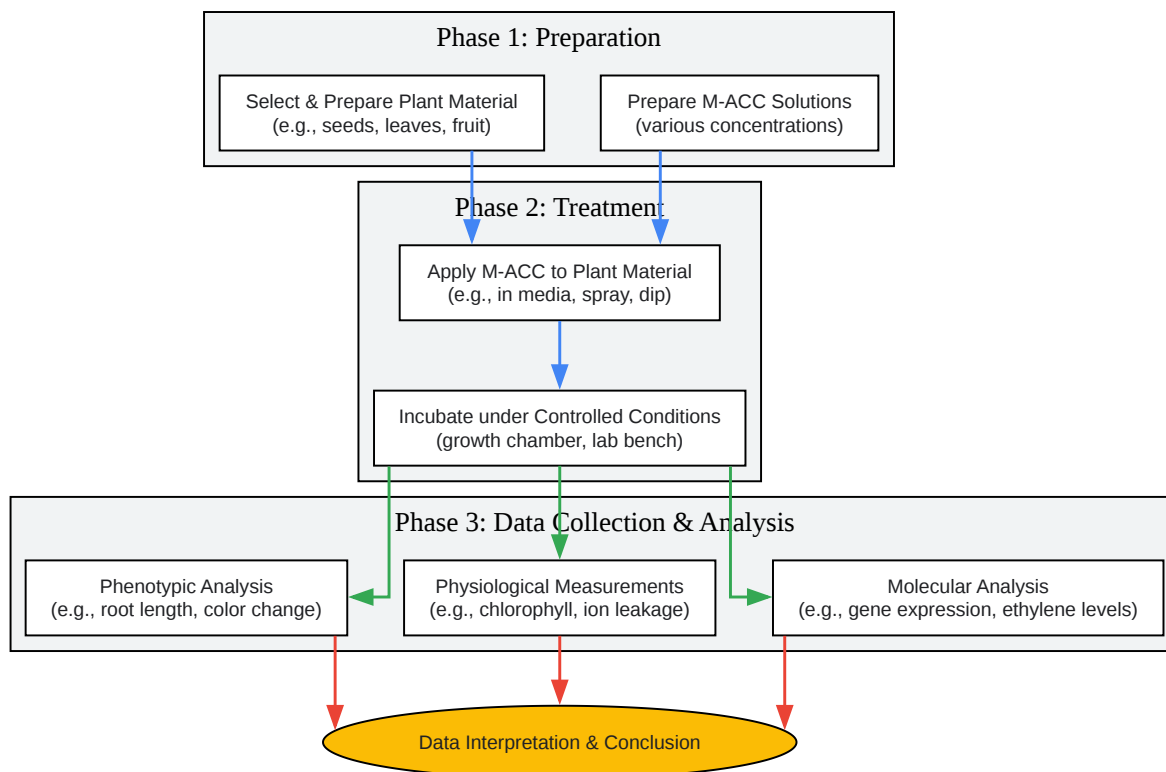 Phase 1: Preparation
Select & Prepare Plant Material
(e.g., seeds, leaves, fruit)
Prepare M-ACC Solutions
(various concentrations)
Phase 2: Treatment
Apply M-ACC to Plant Material
(e.g., in media, spray, dip)
Incubate under Controlled Conditions
(growth chamber, lab bench)
Phase 3: Data Collection & Analysis
Phenotypic Analysis
(e.g., root length, color change)
Physiological Measurements
(e.g., chlorophyll, ion leakage)
Molecular Analysis
(e.g., gene expression, ethylene levels)
Data Interpretation & Conclusion